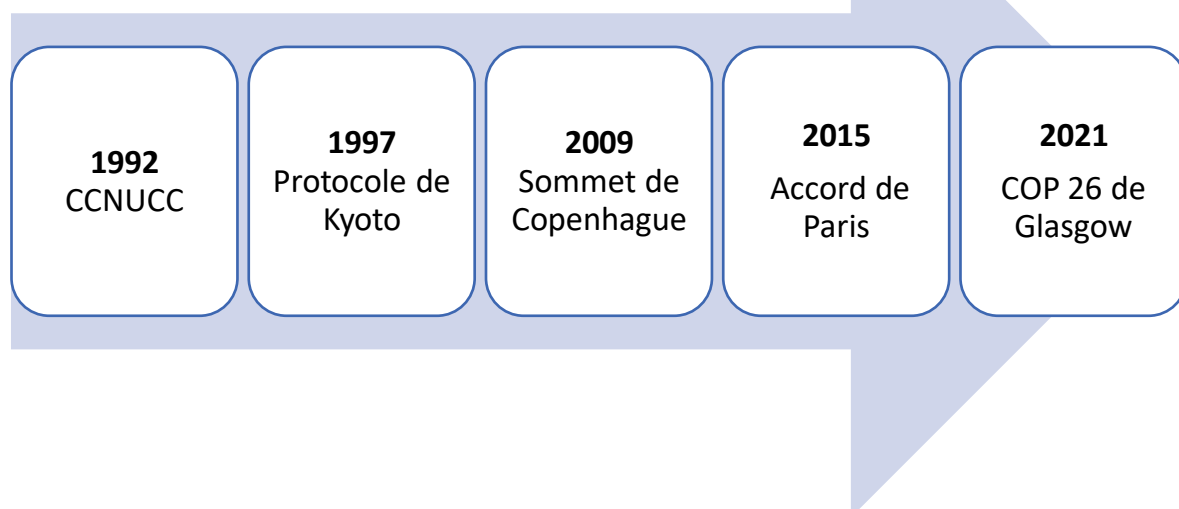 1992
CCNUCC
1997
Protocole de
Kyoto
2009
Sommet de
Copenhague
2015
Accord de
Paris
2021
COP 26 de
Glasgow